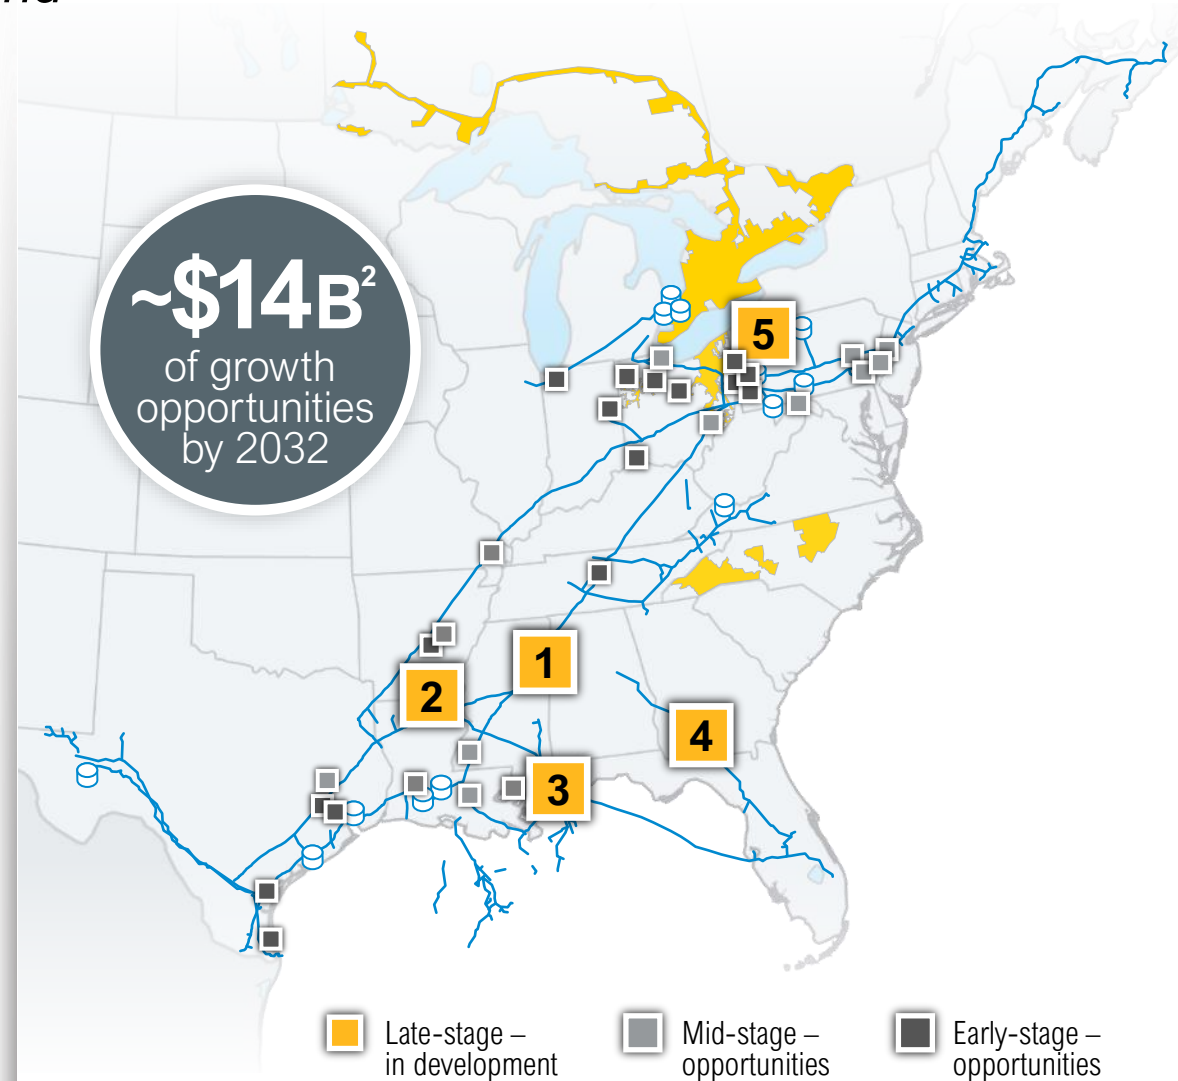 ~$14B²
of growth
opportunities
by 2032
5
1
2
4
3
Late-stage –
in development
Mid-stage –
opportunities
Early-stage –
opportunities